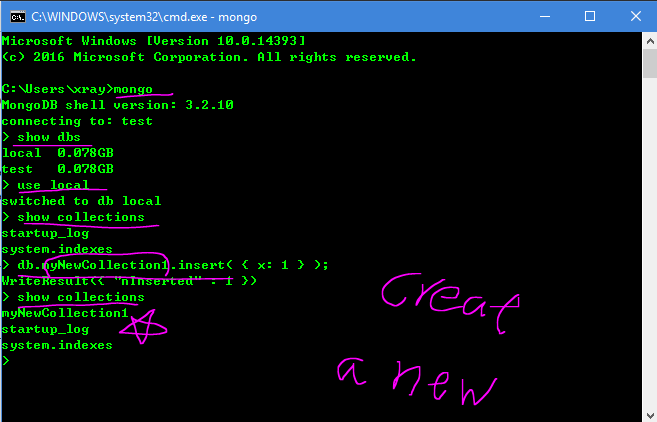 C:\WINDOWS\system32\cmd.exe - mongo
Microsoft Windows [Version 10.0.14393]
(c) 2016 Microsoft Corporation. All rights reserved.
C:\Users\xray>mongo
MongoDB shell version: 3.2.10
connecting to: test
> show dbs
local  0.078GB
test   0.078GB
> use local
switched to db local
> show collections
startup_log
system.indexes
> db.myNewCollection1.insert( { x: 1 } );
WriteResult({ "nInserted" : 1 })
> show collections
myNewCollection1
startup_log
system.indexes
>
Creat
a new